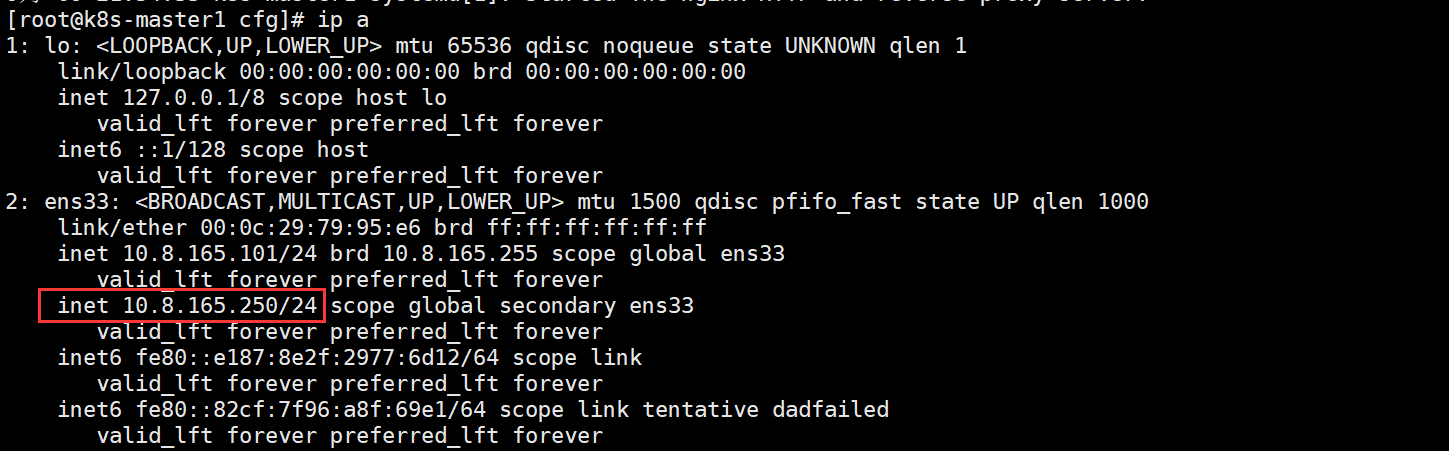 [root@k8s-master1 cfg]# ip a
1: lo: <LOOPBACK,UP,LOWER_UP> mtu 65536 qdisc noqueue state UNKNOWN qlen 1
    link/loopback 00:00:00:00:00:00 brd 00:00:00:00:00:00
    inet 127.0.0.1/8 scope host lo
       valid_lft forever preferred_lft forever
    inet6 ::1/128 scope host
       valid_lft forever preferred_lft forever
2: ens33: <BROADCAST,MULTICAST,UP,LOWER_UP> mtu 1500 qdisc pfifo_fast state UP qlen 1000
    link/ether 00:0c:29:79:95:e6 brd ff:ff:ff:ff:ff:ff
    inet 10.8.165.101/24 brd 10.8.165.255 scope global ens33
       valid_lft forever preferred_lft forever
    inet 10.8.165.250/24 scope global secondary ens33
       valid_lft forever preferred_lft forever
    inet6 fe80::e187:8e2f:2977:6d12/64 scope link
       valid_lft forever preferred_lft forever
    inet6 fe80::82cf:7f96:a8f:69e1/64 scope link tentative dadfailed
       valid_lft forever preferred_lft forever